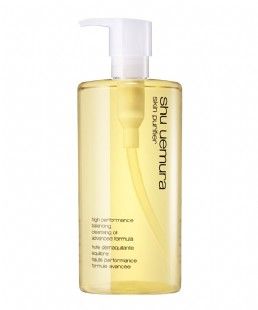 shu uemura
skin purifier
high performance
balancing
cleansing oil
advanced formula
huile démaquillante
équilibre
haute performance
formule avancée